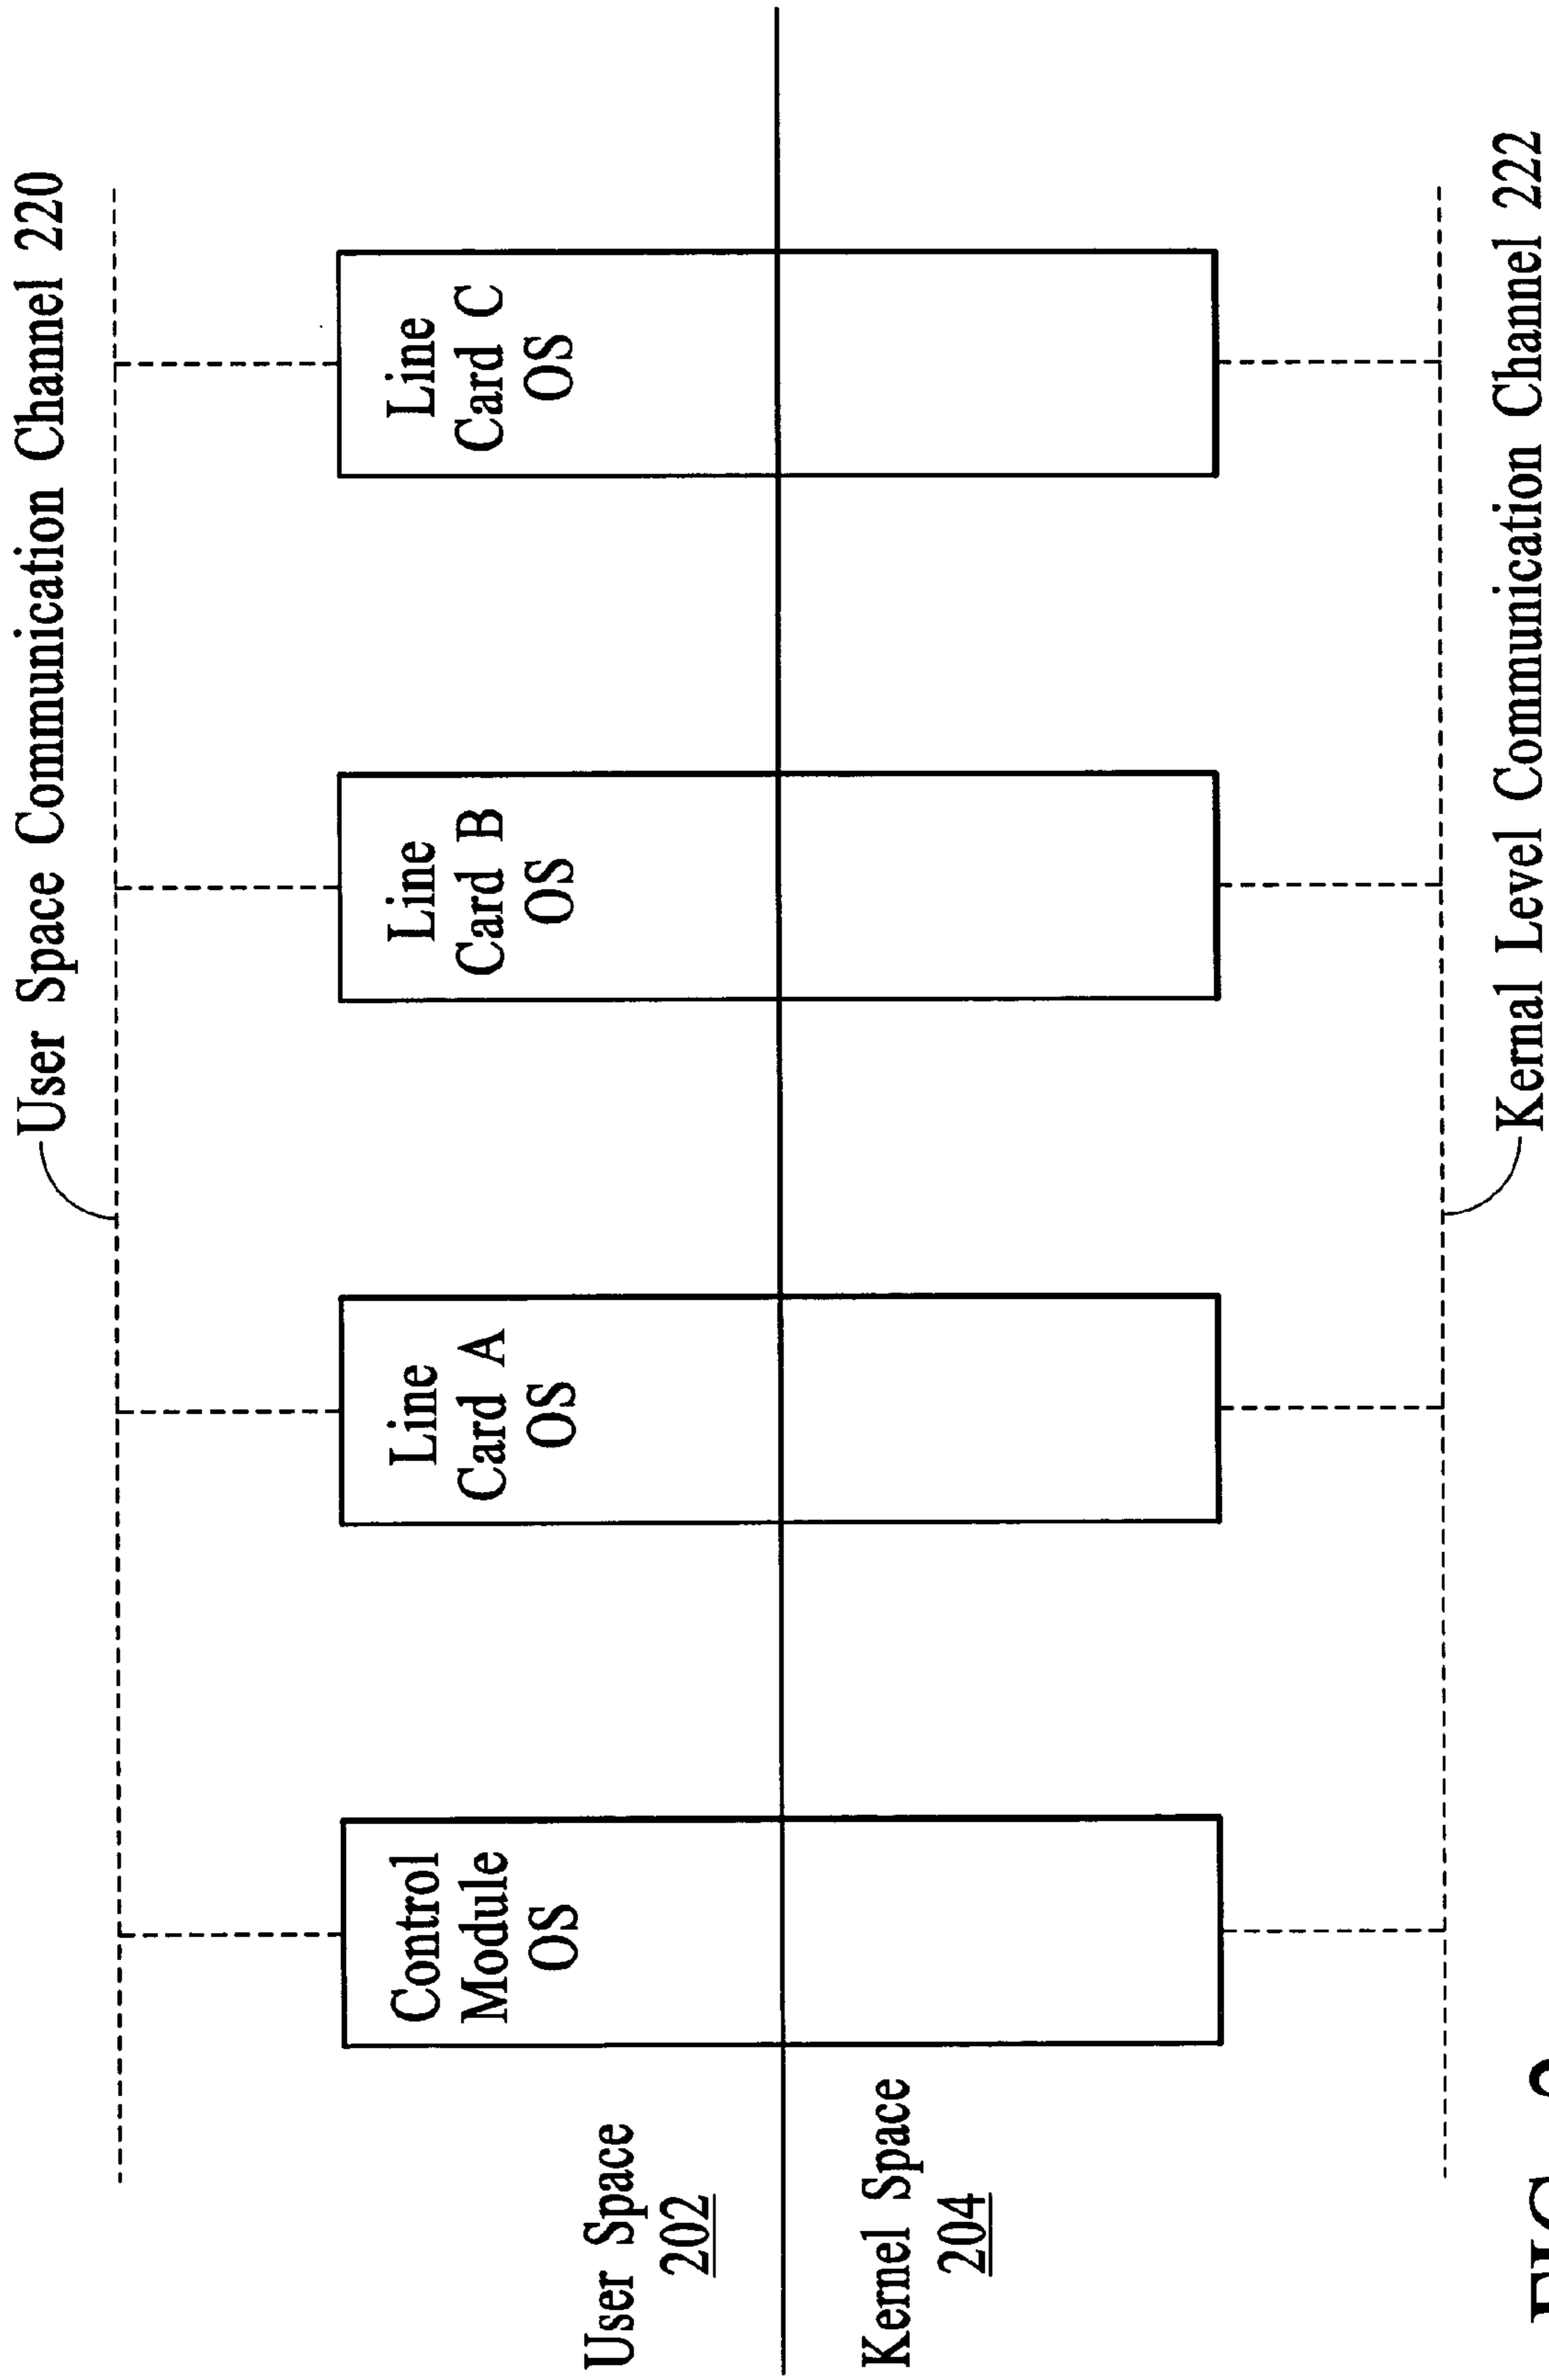 User Space Communication Channel 220
Control
Module
OS
Line
Card A
OS
Line
Card B
OS
Line
Card C
OS
User Space
202
Kernel Space
204
Kernal Level Communication Channel 222